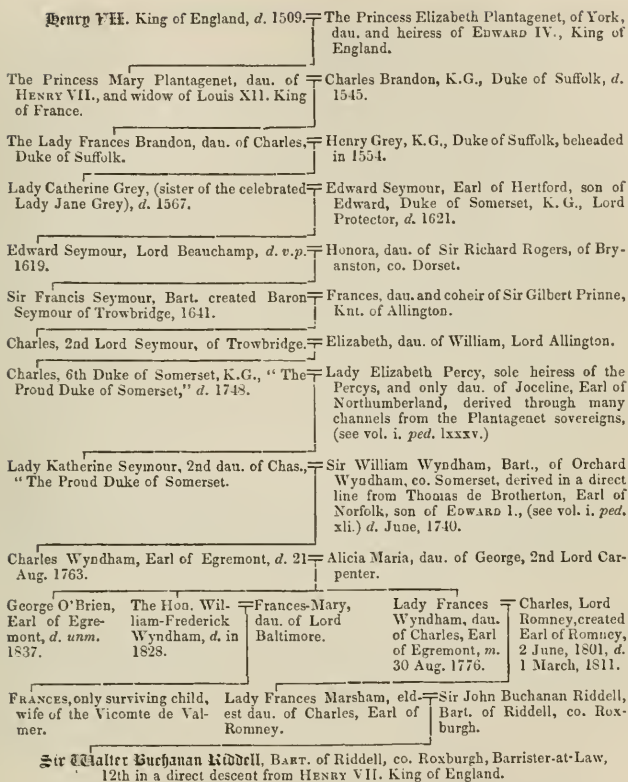 Henry VII. King of England, d. 1509.
The Princess Elizabeth Plantagenet, of York,
dau. and heiress of EDWARD IV., King of
England.
The Princess Mary Plantagenet, dau. of
HENRY VII., and widow of Louis XII. King
of France.
Charles Brandon, K.G., Duke of Suffolk, d.
1545.
The Lady Frances Brandon, dau. of Charles,
Duke of Suffolk.
Henry Grey, K.G., Duke of Suffolk, beheaded
in 1554.
Lady Catherine Grey, (sister of the celebrated
Lady Jane Grey), d. 1567.
Edward Seymour, Earl of Hertford, son of
Edward, Duke of Somerset, K. G., Lord
Protector, d. 1621.
Edward Seymour, Lord Beauchamp, d. v.p.
1619.
Honora, dau. of Sir Richard Rogers, of Bry-
anston, co. Dorset.
Sir Francis Seymour, Bart. created Baron
Seymour of Trowbridge, 1641.
Frances, dau. and coheir of Sir Gilbert Prinne,
Knt. of Allington.
Charles, 2nd Lord Seymour, of Trowbridge.
Elizabeth, dau. of William, Lord Allington.
Charles, 6th Duke of Somerset, K.G., "The
Proud Duke of Somerset," d. 1748.
Lady Elizabeth Percy, sole heiress of the
Percys, and only dau. of Joceline, Earl of
Northumberland, derived through many
channels from the Plantagenet sovereigns,
(see vol. i. ped. lxxxv.)
Lady Katherine Seymour, 2nd dau. of Chas.,
"The Proud Duke of Somerset.
Sir William Wyndham, Bart., of Orchard
Wyndham, co. Somerset, derived in a direct
line from Thomas de Brotherton, Earl of
Norfolk, son of EDWARD I., (see vol. i. ped.
xli.) d. June, 1740.
Charles Wyndham, Earl of Egremont, d. 21
Aug. 1763.
Alicia Maria, dau. of George, 2nd Lord Car-
penter.
George O'Brien,
Earl of Egre-
mont, d. unm.
1837.
The Hon. Wil-
liam-Frederick
Wyndham, d. in
1828.
Frances-Mary,
dau. of Lord
Baltimore.
Lady Frances
Wyndham, dau.
of Charles, Earl
of Egremont, m.
30 Aug. 1776.
Charles, Lord
Romney, created
Earl of Romney,
2 June, 1801, d.
1 March, 1811.
FRANCES, only surviving child,
wife of the Vicomte de Val-
mer.
Lady Frances Marsham, eld-
est dau. of Charles, Earl of
Romney.
Sir John Buchanan Riddell,
Bart. of Riddell, co. Rox-
burgh.
Sir Walter Buchanan Riddell, BART. of Riddell, co. Roxburgh, Barrister-at-Law,
12th in a direct descent from HENRY VII. King of England.